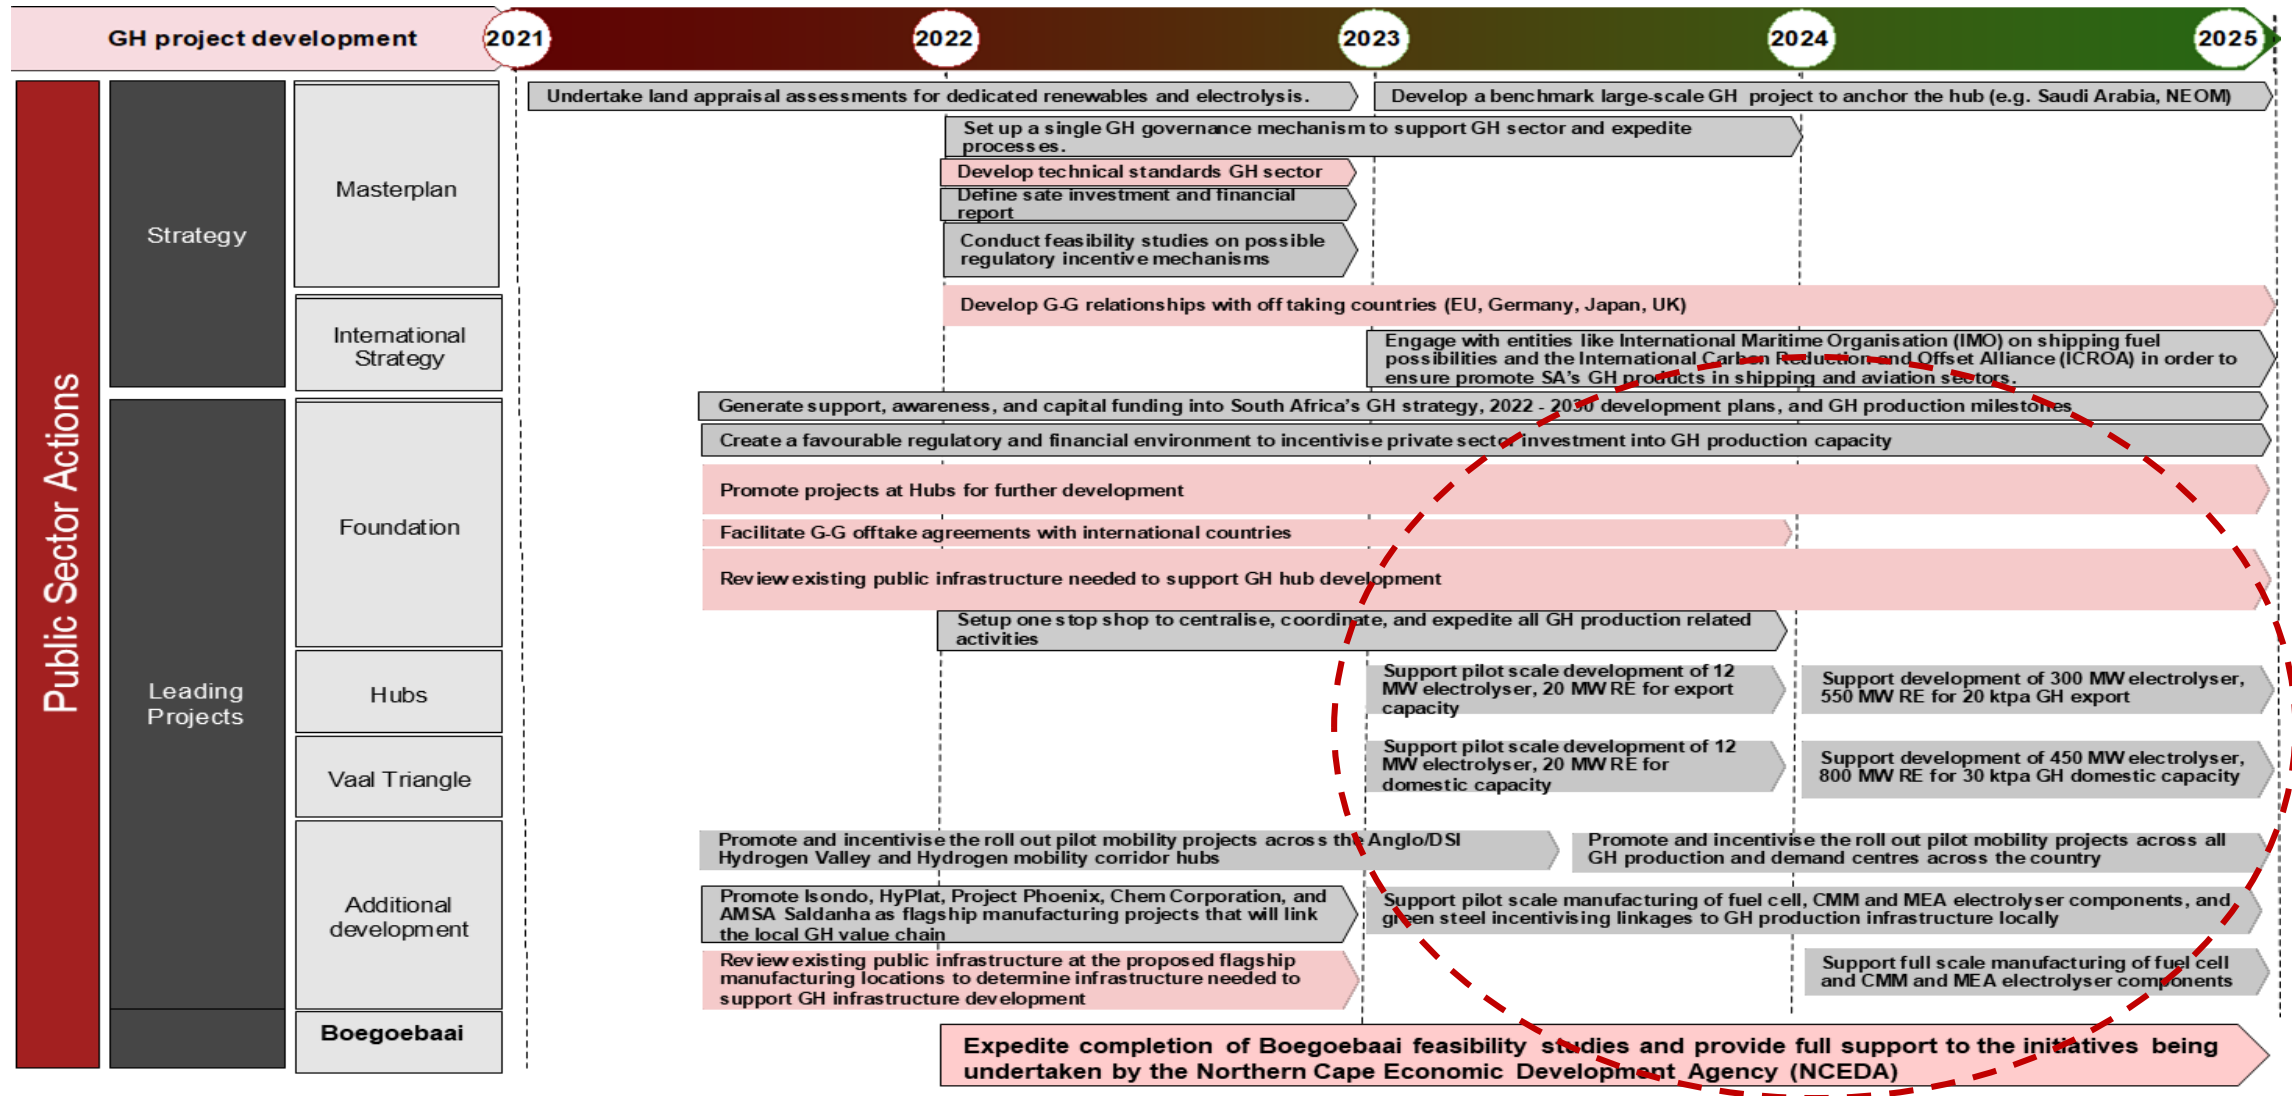 GH project development
2021
2022
2023
2024
2025
Public Sector Actions
Strategy
Masterplan
Undertake land appraisal assessments for dedicated renewables and electrolysis.
Develop a benchmark large-scale GH project to anchor the hub (e.g. Saudi Arabia, NEOM)
Set up a single GH governance mechanism to support GH sector and expedite
processes.
Develop technical standards GH sector
Define sate investment and financial
report
Conduct feasibility studies on possible
regulatory incentive mechanisms
International
Strategy
Develop G-G relationships with off taking countries (EU, Germany, Japan, UK)
Engage with entities like International Maritime Organisation (IMO) on shipping fuel
possibilities and the International Carbon Reduction and Offset Alliance (ICROA) in order to
ensure promote SA's GH products in shipping and aviation sectors.
Leading
Projects
Foundation
Generate support, awareness, and capital funding into South Africa's GH strategy, 2022 - 2030 development plans, and GH production milestones
Create a favourable regulatory and financial environment to incentivise private sector investment into GH production capacity
Promote projects at Hubs for further development
Facilitate G-G offtake agreements with international countries
Review existing public infrastructure needed to support GH hub development
Setup one stop shop to centralise, coordinate, and expedite all GH production related
activities
Hubs
Support pilot scale development of 12
MW electrolyser, 20 MW RE for export
capacity
Support development of 300 MW electrolyser,
550 MW RE for 20 ktpa GH export
Vaal Triangle
Support pilot scale development of 12
MW electrolyser, 20 MW RE for
domestic capacity
Support development of 450 MW electrolyser,
800 MW RE for 30 ktpa GH domestic capacity
Additional
development
Promote and incentivise the roll out pilot mobility projects across the Anglo/DSI
Hydrogen Valley and Hydrogen mobility corridor hubs
Promote and incentivise the roll out pilot mobility projects across all
GH production and demand centres across the country
Promote Isondo, HyPlat, Project Phoenix, Chem Corporation, and
AMSA Saldanha as flagship manufacturing projects that will link
the local GH value chain
Support pilot scale manufacturing of fuel cell, CMM and MEA electrolyser components, and
green steel incentivising linkages to GH production infrastructure locally
Review existing public infrastructure at the proposed flagship
manufacturing locations to determine infrastructure needed to
support GH infrastructure development
Support full scale manufacturing of fuel cell
and CMM and MEA electrolyser components
Boegoebaai
Expedite completion of Boegoebaai feasibility studies and provide full support to the initiatives being
undertaken by the Northern Cape Economic Development Agency (NCEDA)